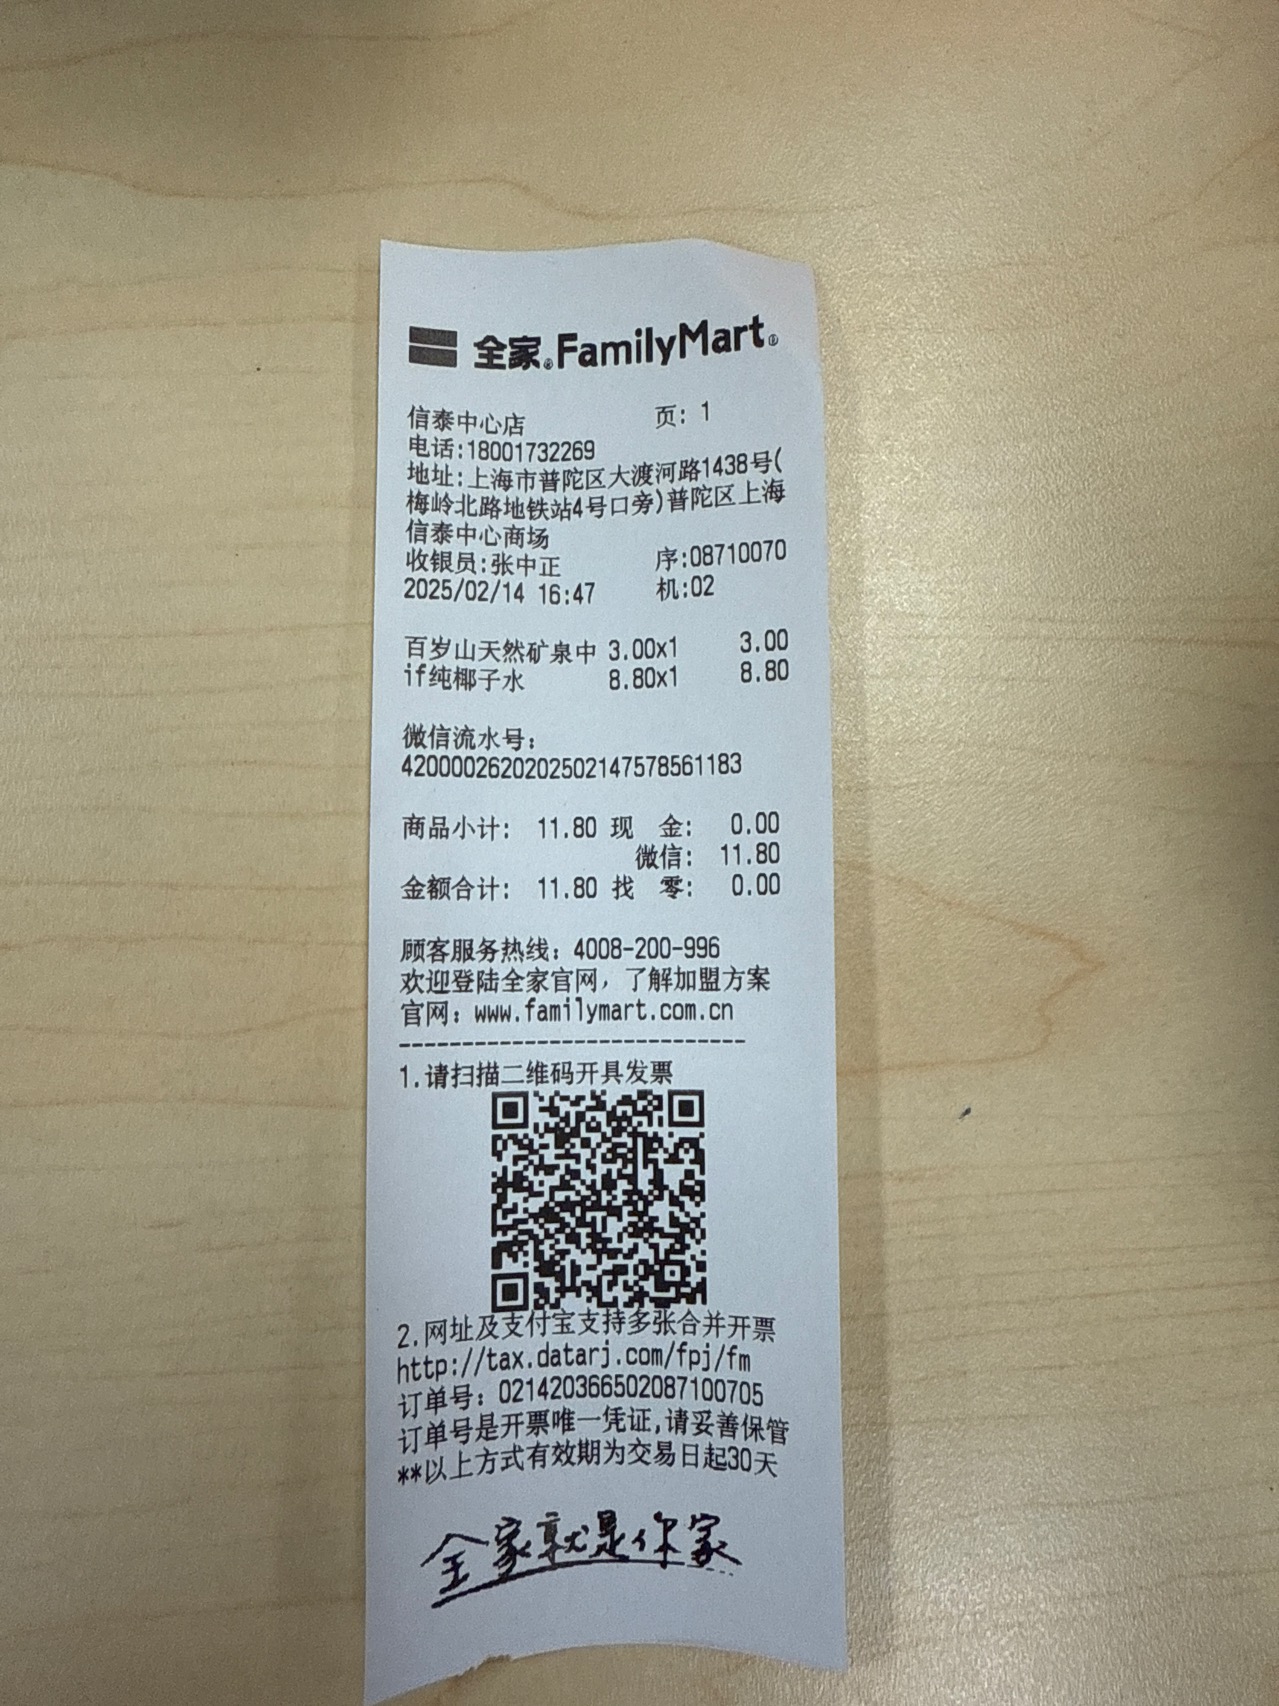 全家®FamilyMart®
信泰中心店 页: 1
电话:18001732269
地址:上海市普陀区大渡河路1438号(
梅岭北路地铁站4号口旁)普陀区上海
信泰中心商场
收银员:张中正 序:08710070
2025/02/14 16:47 机:02
百岁山天然矿泉中 3.00x1 3.00
if纯椰子水 8.80x1 8.80
微信流水号:
4200002620202502147578561183
商品小计: 11.80 现 金: 0.00
微信: 11.80
金额合计: 11.80 找 零: 0.00
顾客服务热线: 4008-200-996
欢迎登陆全家官网, 了解加盟方案
官网: www.familymart.com.cn
1.请扫描二维码开具发票
2.网址及支付宝支持多张合并开票
http://tax.datarj.com/fpj/fm
订单号: 021420366502087100705
订单号是开票唯一凭证,请妥善保管
**以上方式有效期为交易日起30天
全家就是你家